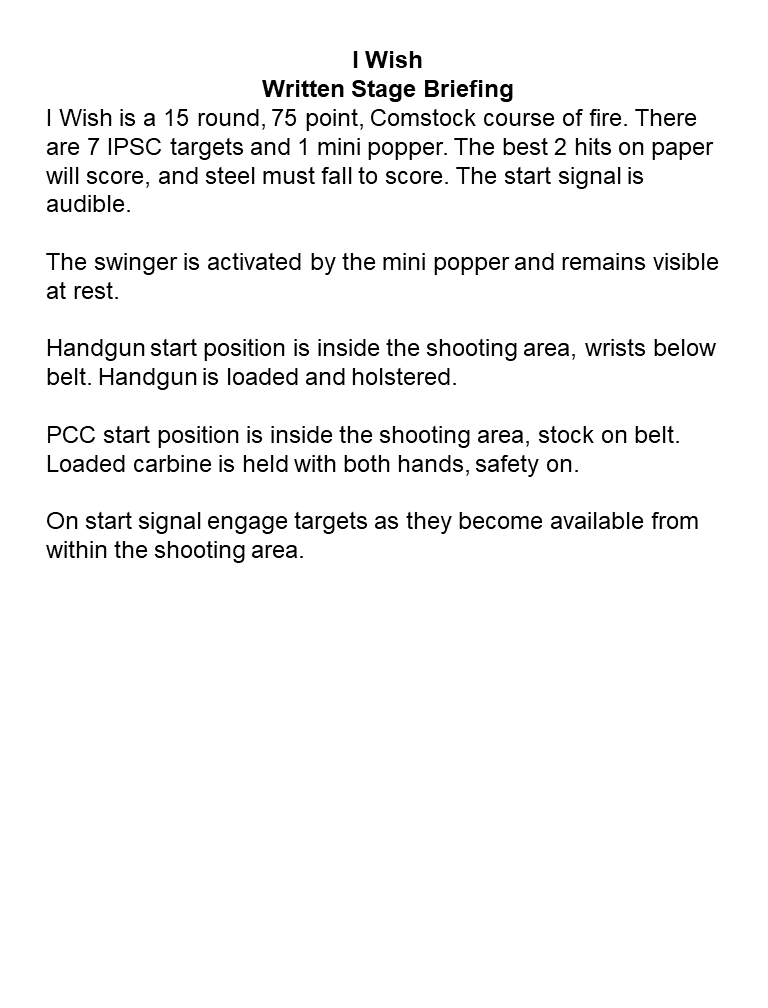 I Wish
Written Stage Briefing
I Wish is a 15 round, 75 point, Comstock course of fire. There
are 7 IPSC targets and 1 mini popper. The best 2 hits on paper
will score, and steel must fall to score. The start signal is
audible.
The swinger is activated by the mini popper and remains visible
at rest.
Handgun start position is inside the shooting area, wrists below
belt. Handgun is loaded and holstered.
PCC start position is inside the shooting area, stock on belt.
Loaded carbine is held with both hands, safety on.
On start signal engage targets as they become available from
within the shooting area.